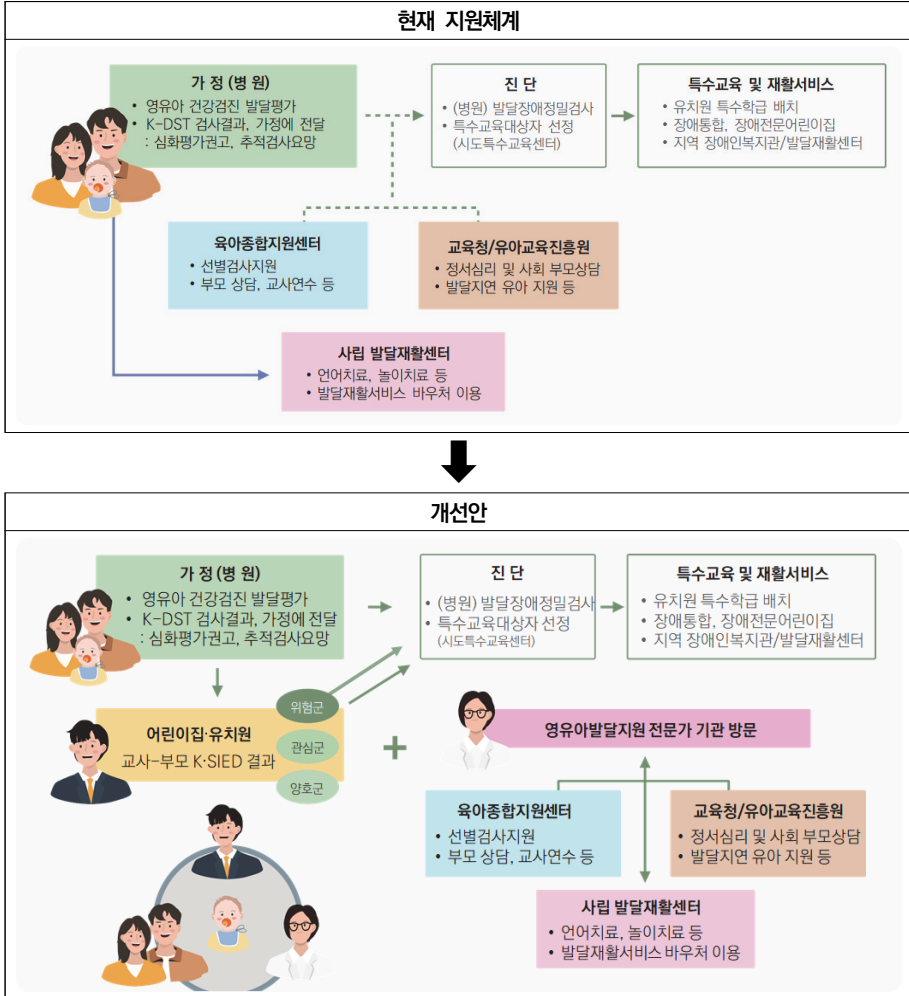 현재 지원체계
가 정 (병 원)
• 영유아 건강검진 발달평가
• K-DST 검사결과, 가정에 전달
: 심화평가권고, 추적검사요망
진 단
• (병원) 발달장애정밀검사
• 특수교육대상자 선정
(시도특수교육센터)
특수교육 및 재활서비스
• 유치원 특수학급 배치
• 장애통합, 장애전문어린이집
• 지역 장애인복지관/발달재활센터
육아종합지원센터
• 선별검사지원
• 부모 상담, 교사연수 등
교육청/유아교육진흥원
• 정서심리 및 사회 부모상담
• 발달지연 유아 지원 등
사립 발달재활센터
• 언어치료, 놀이치료 등
• 발달재활서비스 바우처 이용
개선안
가 정 (병 원)
• 영유아 건강검진 발달평가
• K-DST 검사결과, 가정에 전달
: 심화평가권고, 추적검사요망
진 단
• (병원) 발달장애정밀검사
• 특수교육대상자 선정
(시도특수교육센터)
특수교육 및 재활서비스
• 유치원 특수학급 배치
• 장애통합, 장애전문어린이집
• 지역 장애인복지관/발달재활센터
어린이집·유치원
교사-부모 K·SIED 결과
위험군
관심군
양호군
영유아발달지원 전문가 기관 방문
육아종합지원센터
• 선별검사지원
• 부모 상담, 교사연수 등
교육청/유아교육진흥원
• 정서심리 및 사회 부모상담
• 발달지연 유아 지원 등
사립 발달재활센터
• 언어치료, 놀이치료 등
• 발달재활서비스 바우처 이용